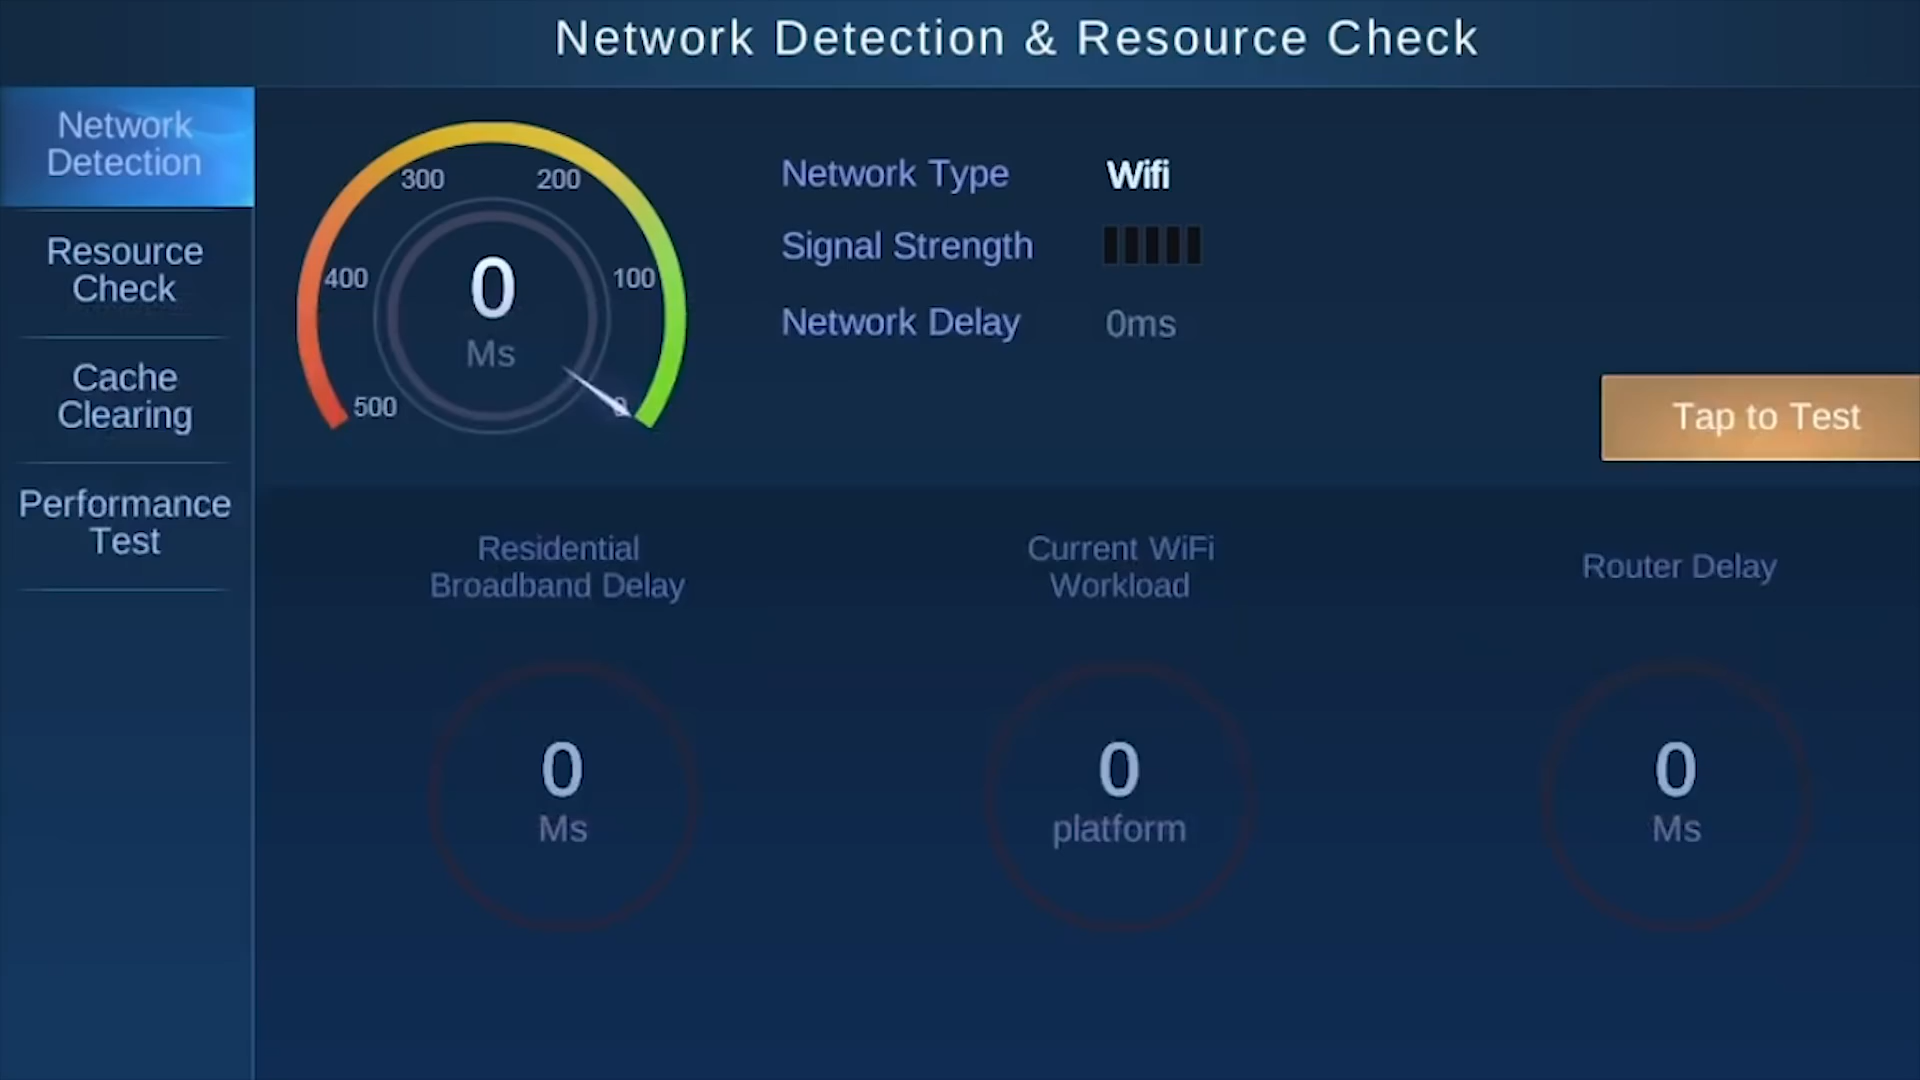 Network Detection & Resource Check
Network
Detection
Resource
Check
Cache
Clearing
Performance
Test
300
200
400
100
500
0
0
Ms
Network Type
Wifi
Signal Strength
Network Delay
0ms
Tap to Test
Residential
Broadband Delay
0
Ms
Current WiFi
Workload
0
platform
Router Delay
0
Ms